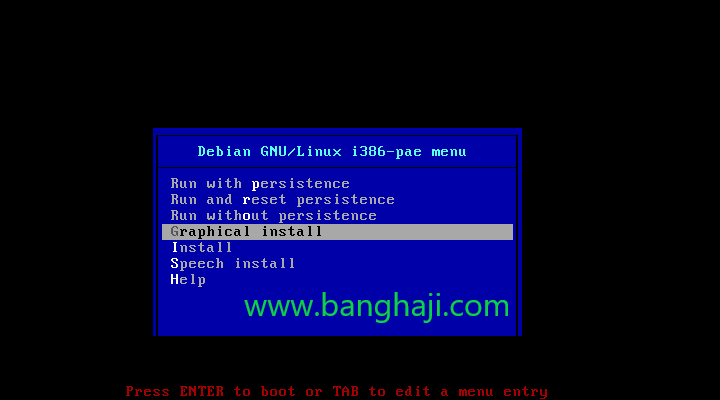 Debian GNU/Linux i386-pae menu
Run with persistence
Run and reset persistence
Run without persistence
Graphical install
Install
Speech install
Help
www.banghaji.com
Press ENTER to boot or TAB to edit a menu entry